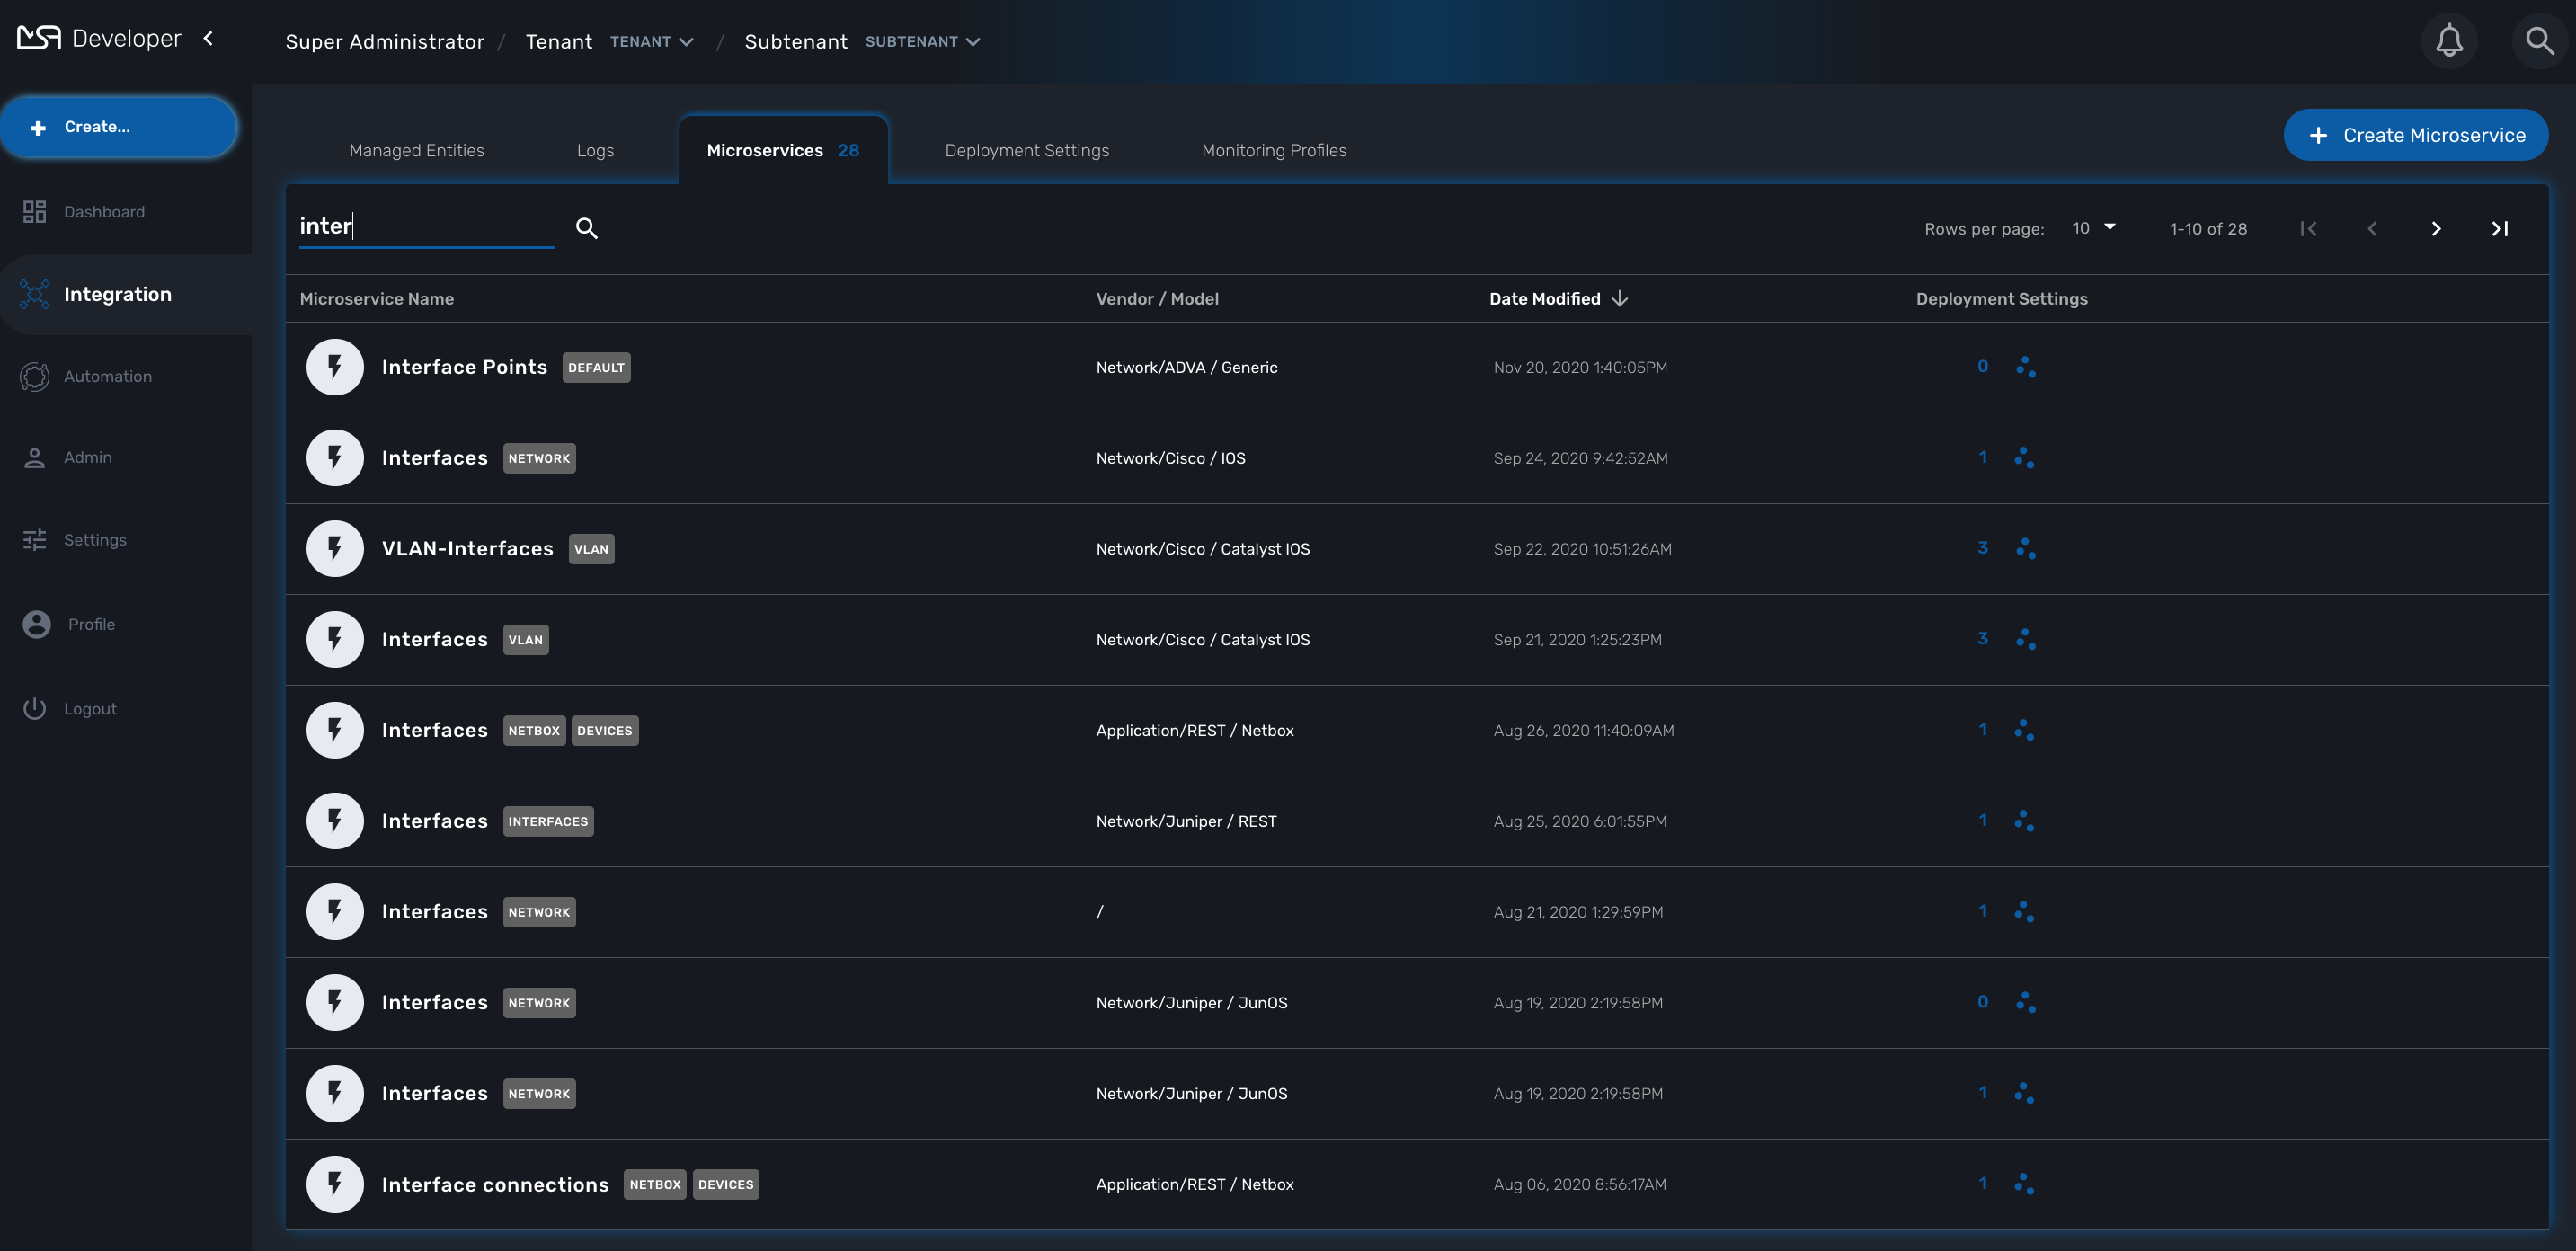 MSA Developer
Super Administrator / Tenant TENANT / Subtenant SUBTENANT
Create...
Dashboard
Integration
Automation
Admin
Settings
Profile
Logout
Managed Entities Logs Microservices 28 Deployment Settings Monitoring Profiles
Create Microservice
inter
Rows per page: 10 1-10 of 28
Microservice Name Vendor / Model Date Modified Deployment Settings
Interface Points DEFAULT Network/ADVA / Generic Nov 20, 2020 1:40:05PM 0
Interfaces NETWORK Network/Cisco / IOS Sep 24, 2020 9:42:52AM 1
VLAN-Interfaces VLAN Network/Cisco / Catalyst IOS Sep 22, 2020 10:51:26AM 3
Interfaces VLAN Network/Cisco / Catalyst IOS Sep 21, 2020 1:25:23PM 3
Interfaces NETBOX DEVICES Application/REST / Netbox Aug 26, 2020 11:40:09AM 1
Interfaces INTERFACES Network/Juniper / REST Aug 25, 2020 6:01:55PM 1
Interfaces NETWORK / Aug 21, 2020 1:29:59PM 1
Interfaces NETWORK Network/Juniper / JunOS Aug 19, 2020 2:19:58PM 0
Interfaces NETWORK Network/Juniper / JunOS Aug 19, 2020 2:19:58PM 1
Interface connections NETBOX DEVICES Application/REST / Netbox Aug 06, 2020 8:56:17AM 1